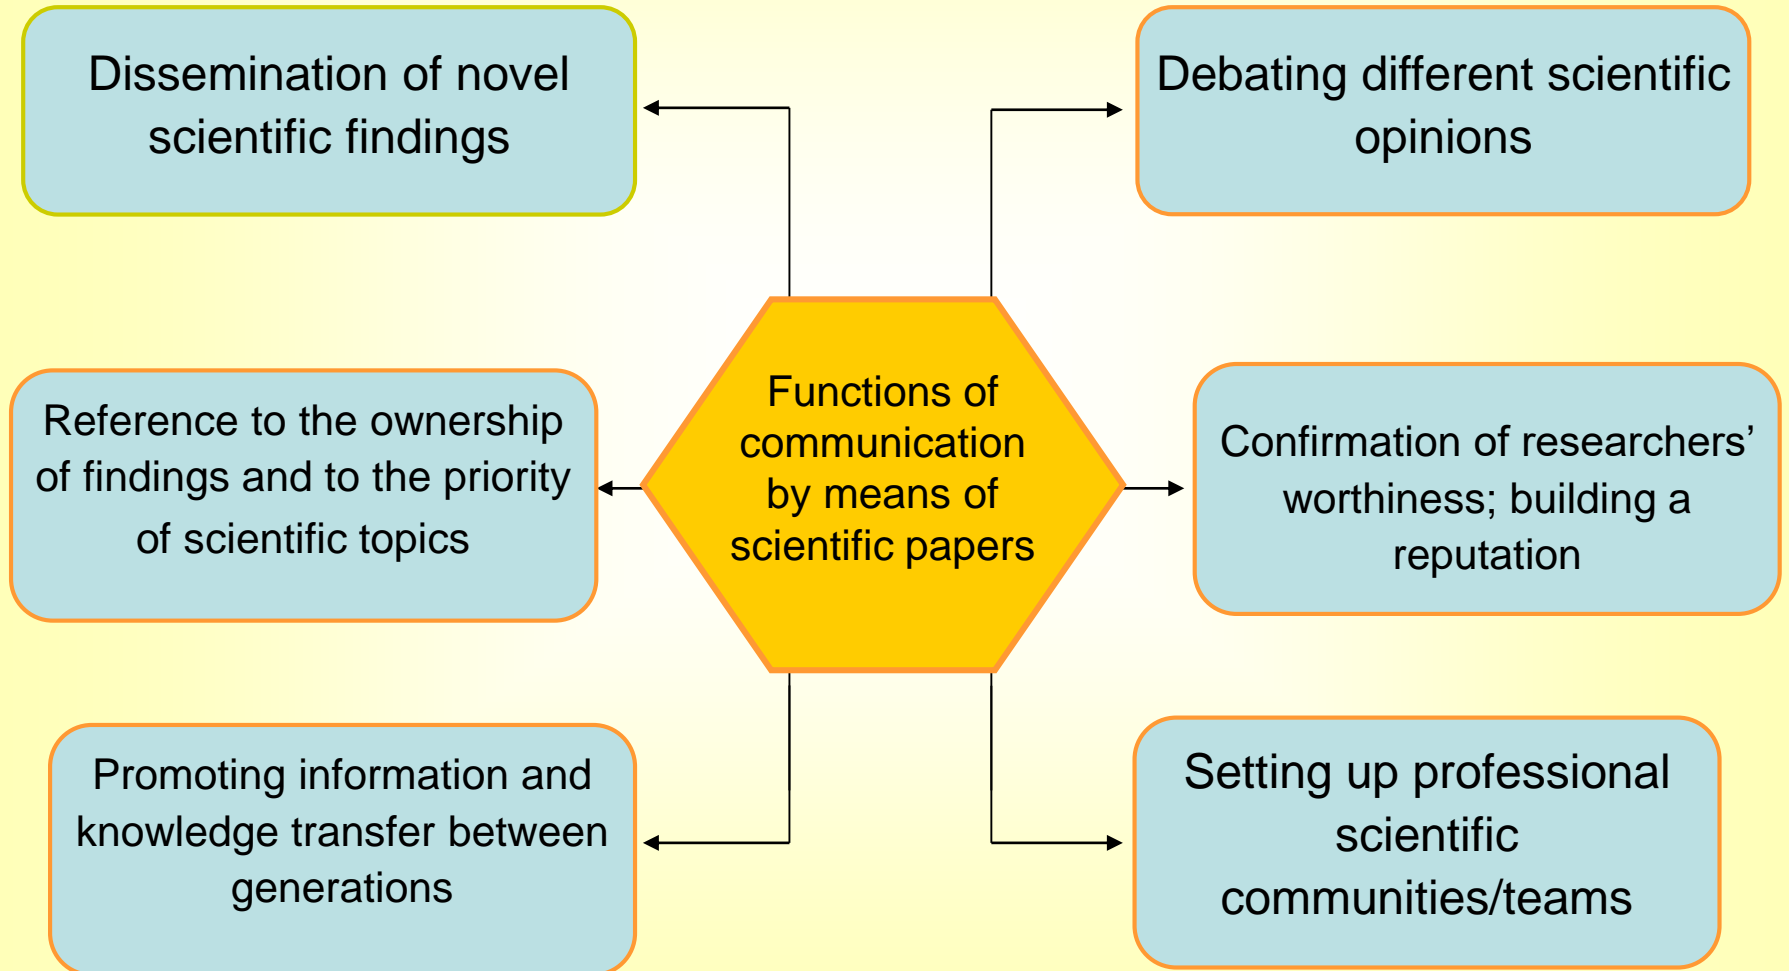 Dissemination of novel
scientific findings
Debating different scientific
opinions
Reference to the ownership
of findings and to the priority
of scientific topics
Functions of
communication
by means of
scientific papers
Confirmation of researchers’
worthiness; building a
reputation
Promoting information and
knowledge transfer between
generations
Setting up professional
scientific
communities/teams